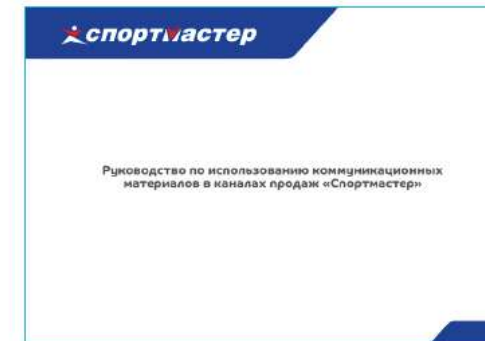 спортмастер
Руководство по использованию коммуникационных
материалов в каналах продаж «Спортмастер»